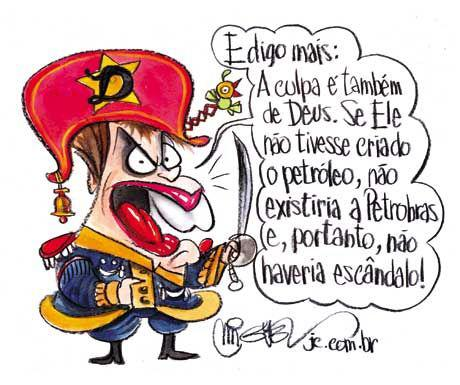 D
E digo mais:
A culpa é também
de Deus. Se Ele
não tivesse criado
o petróleo, não
existiria a Petrobras
e, portanto, não
haveria escândalo!
jc.com.br